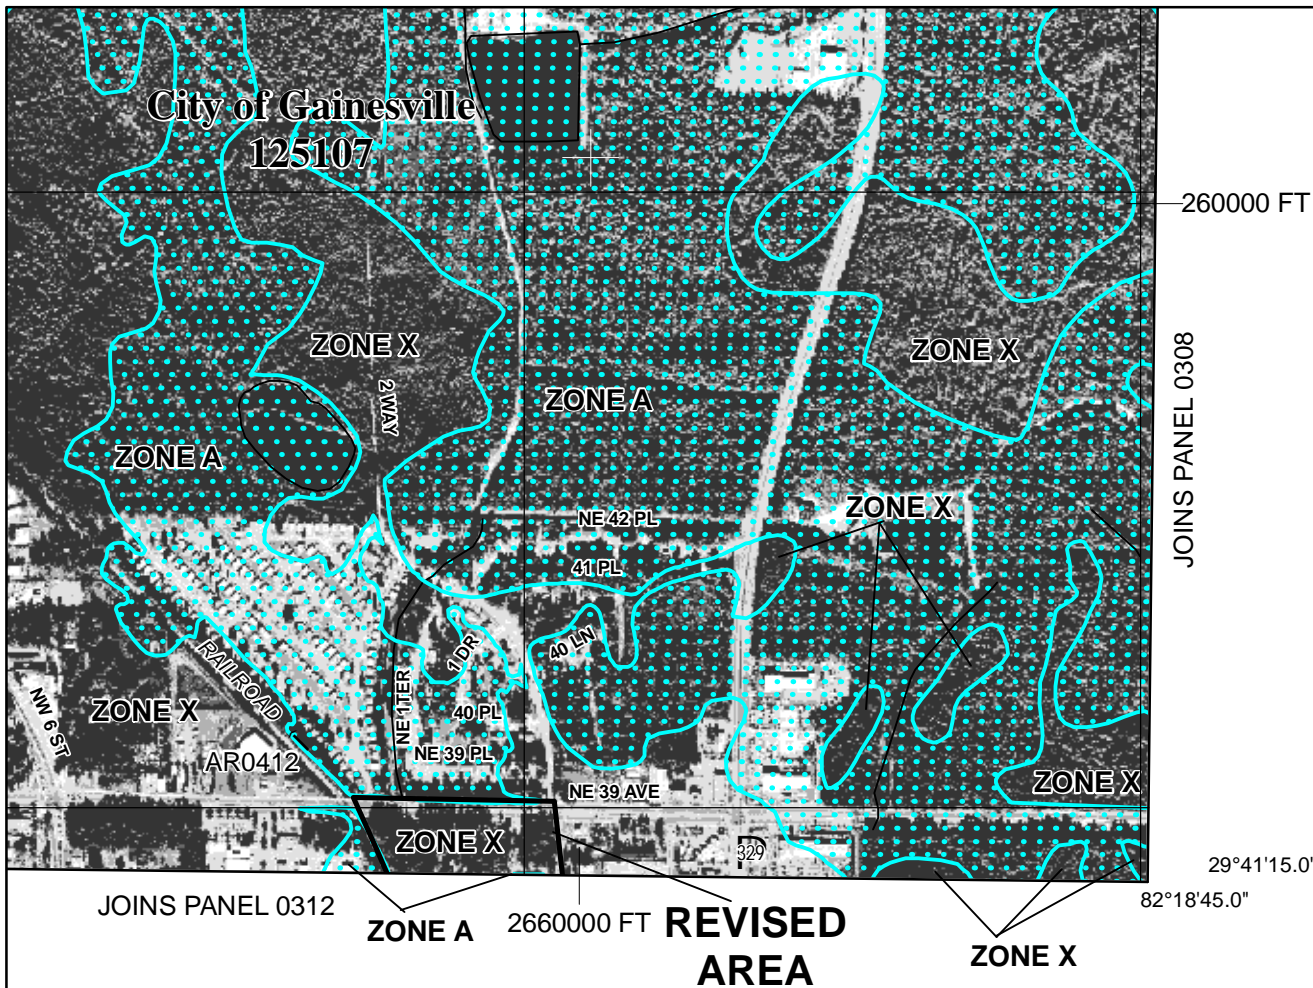 City of Gainesville
125107
260000 FT
ZONE X
ZONE X
2 WAY
ZONE A
ZONE A
JOINS PANEL 0308
ZONE X
NE 42 PL
41 PL
40 LN
1 DR
RAILROAD
NE 1 TER
NW 6 ST
ZONE X
40 PL
NE 39 PL
AR0412
NE 39 AVE
ZONE X
ZONE X
329
29°41'15.0"
82°18'45.0"
JOINS PANEL 0312
ZONE A
2660000 FT
REVISED
AREA
ZONE X